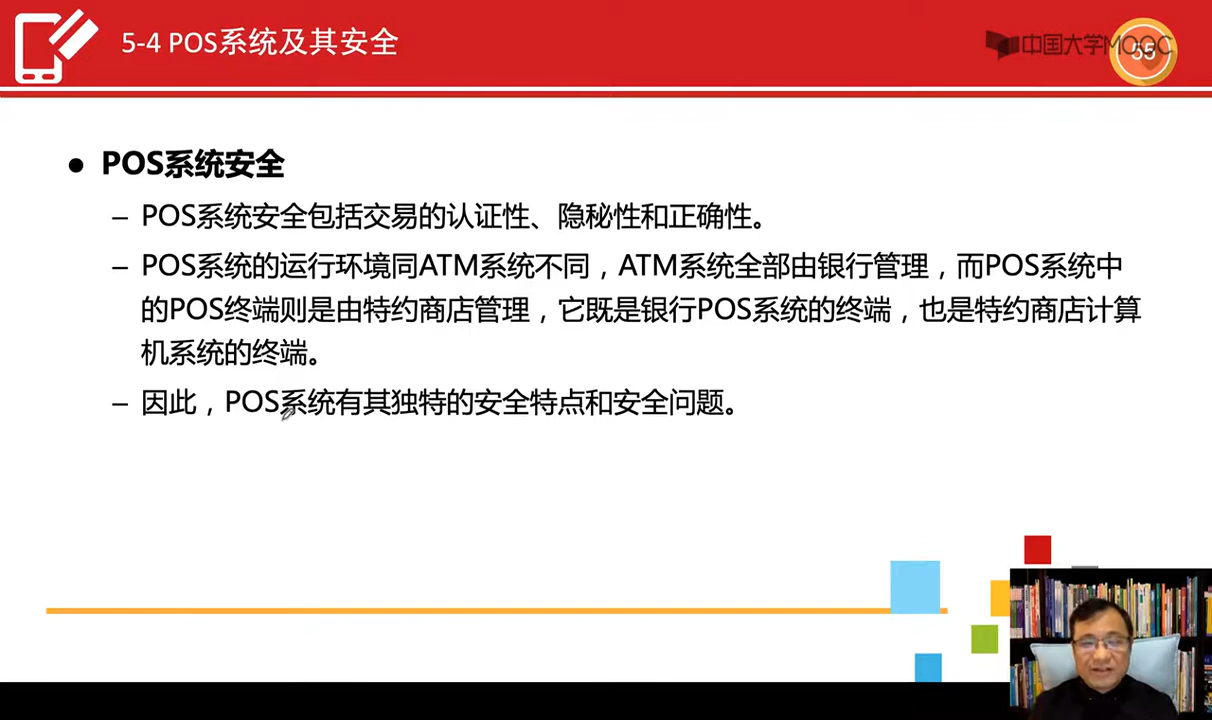 5-4 POS系统及其安全
中国大学MOOC
55
POS系统安全
– POS系统安全包括交易的认证性、隐秘性和正确性。
– POS系统的运行环境同ATM系统不同，ATM系统全部由银行管理，而POS系统中
的POS终端则是由特约商店管理，它既是银行POS系统的终端，也是特约商店计算
机系统的终端。
– 因此，POS系统有其独特的安全特点和安全问题。